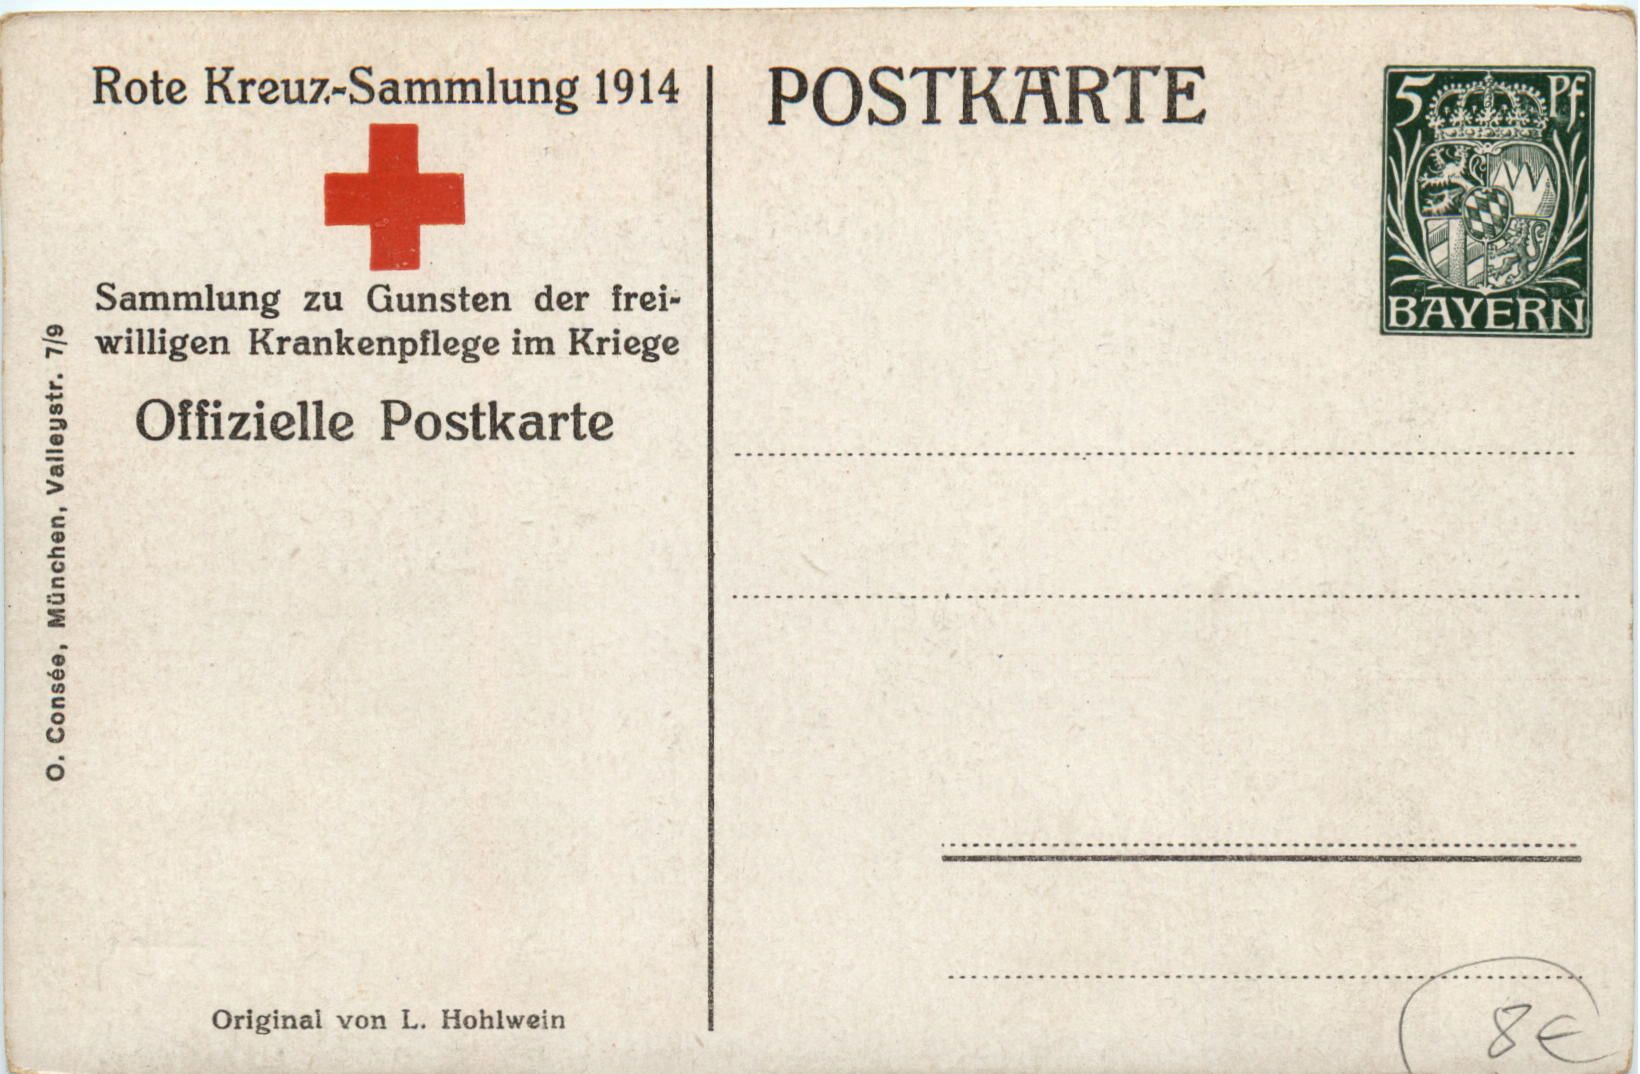 Rote Kreuz-Sammlung 1914
Sammlung zu Gunsten der frei-
willigen Krankenpflege im Kriege
Offizielle Postkarte
O. Consée, München, Valleystr. 7/9
Original von L. Hohlwein
POSTKARTE
5 Pf.
BAYERN
8€